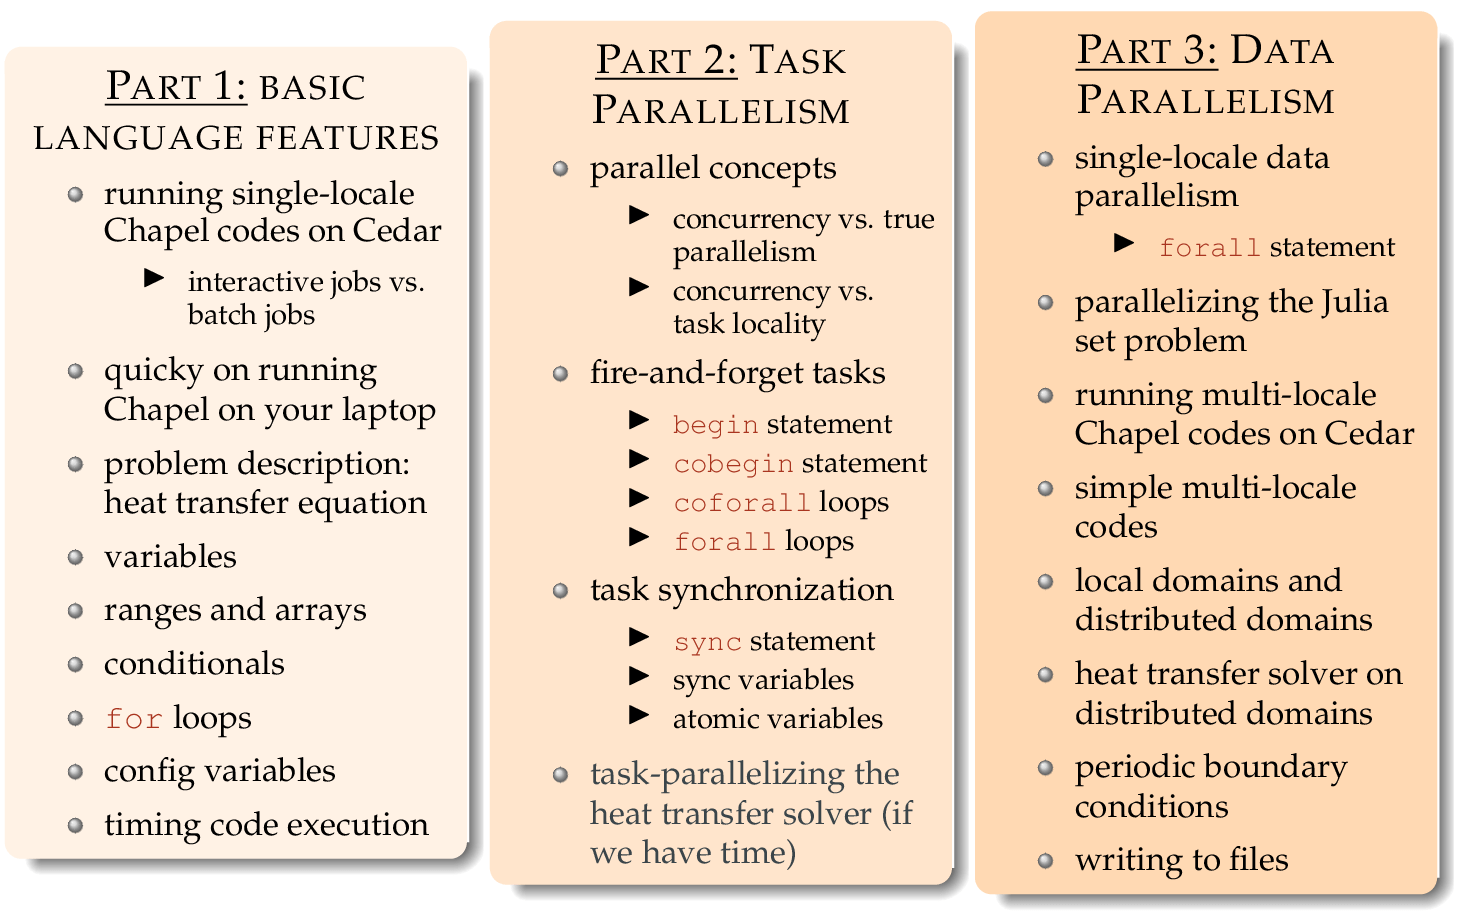 PART 1: BASIC
LANGUAGE FEATURES
running single-locale
Chapel codes on Cedar
interactive jobs vs.
batch jobs
quicky on running
Chapel on your laptop
problem description:
heat transfer equation
variables
ranges and arrays
conditionals
for loops
config variables
timing code execution
PART 2: TASK
PARALLELISM
parallel concepts
concurrency vs. true
parallelism
concurrency vs.
task locality
fire-and-forget tasks
begin statement
cobegin statement
coforall loops
forall loops
task synchronization
sync statement
sync variables
atomic variables
task-parallelizing the
heat transfer solver (if
we have time)
PART 3: DATA
PARALLELISM
single-locale data
parallelism
forall statement
parallelizing the Julia
set problem
running multi-locale
Chapel codes on Cedar
simple multi-locale
codes
local domains and
distributed domains
heat transfer solver on
distributed domains
periodic boundary
conditions
writing to files